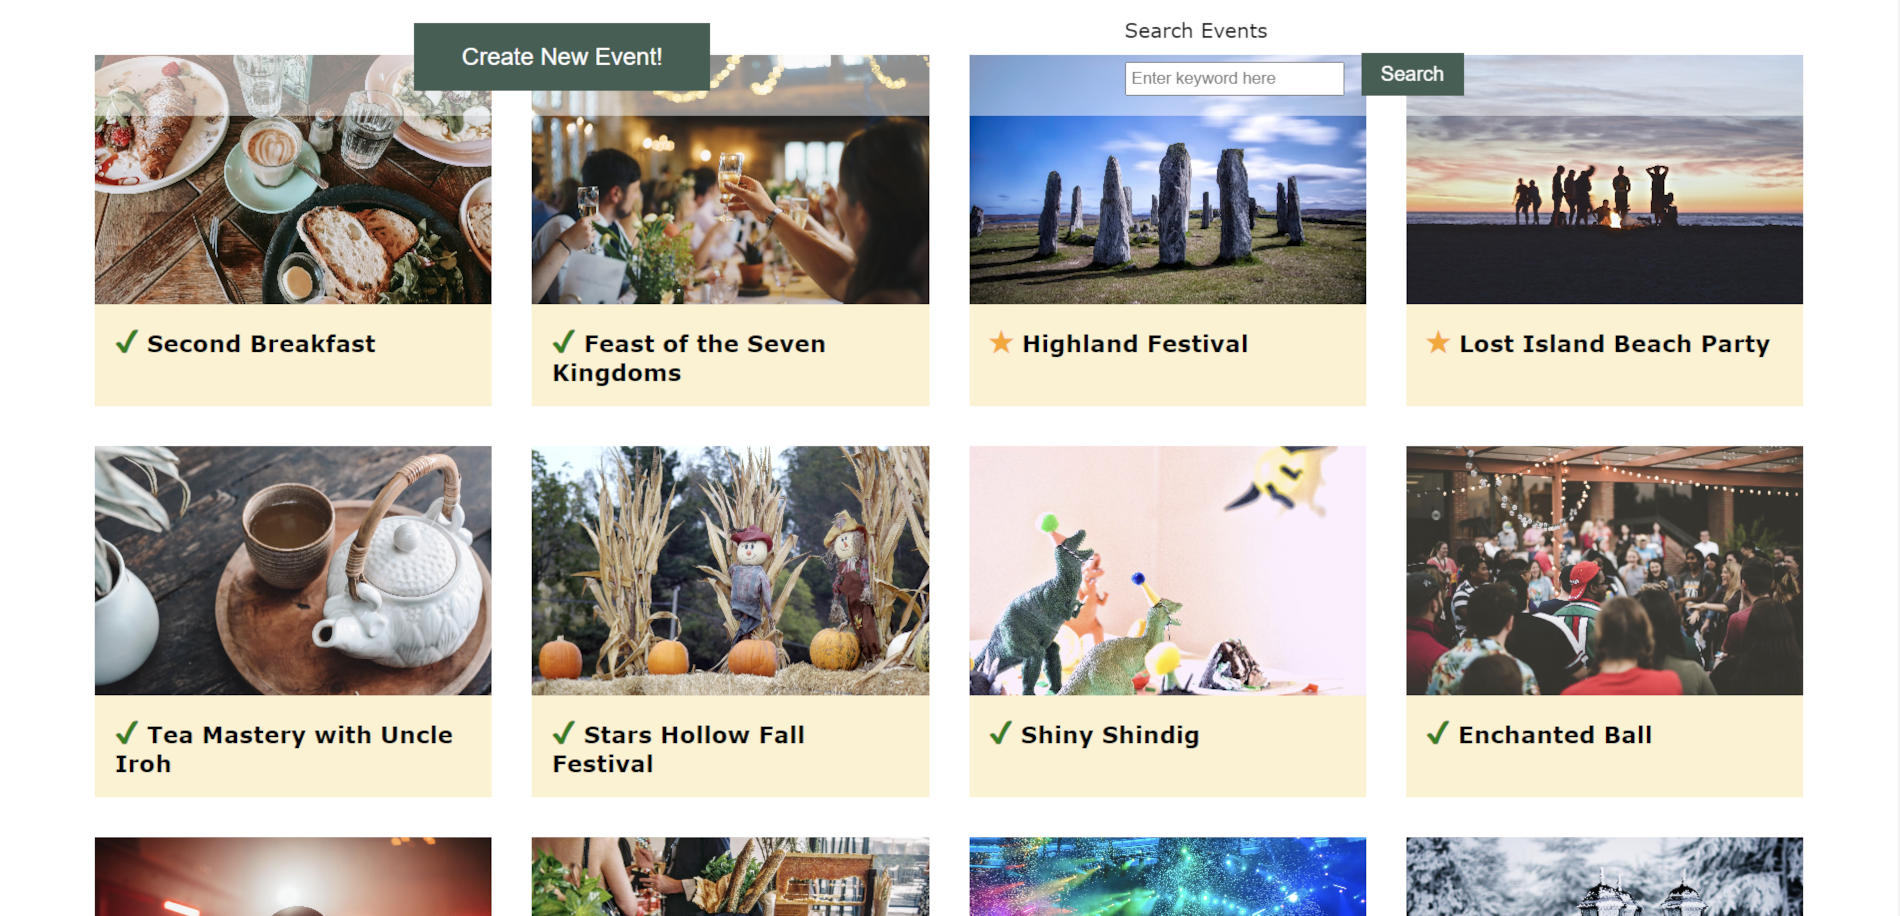 Create New Event!
Search Events
Enter keyword here
Search
Second Breakfast
Feast of the Seven
Kingdoms
Highland Festival
Lost Island Beach Party
Tea Mastery with Uncle
Iroh
Stars Hollow Fall
Festival
Shiny Shindig
Enchanted Ball